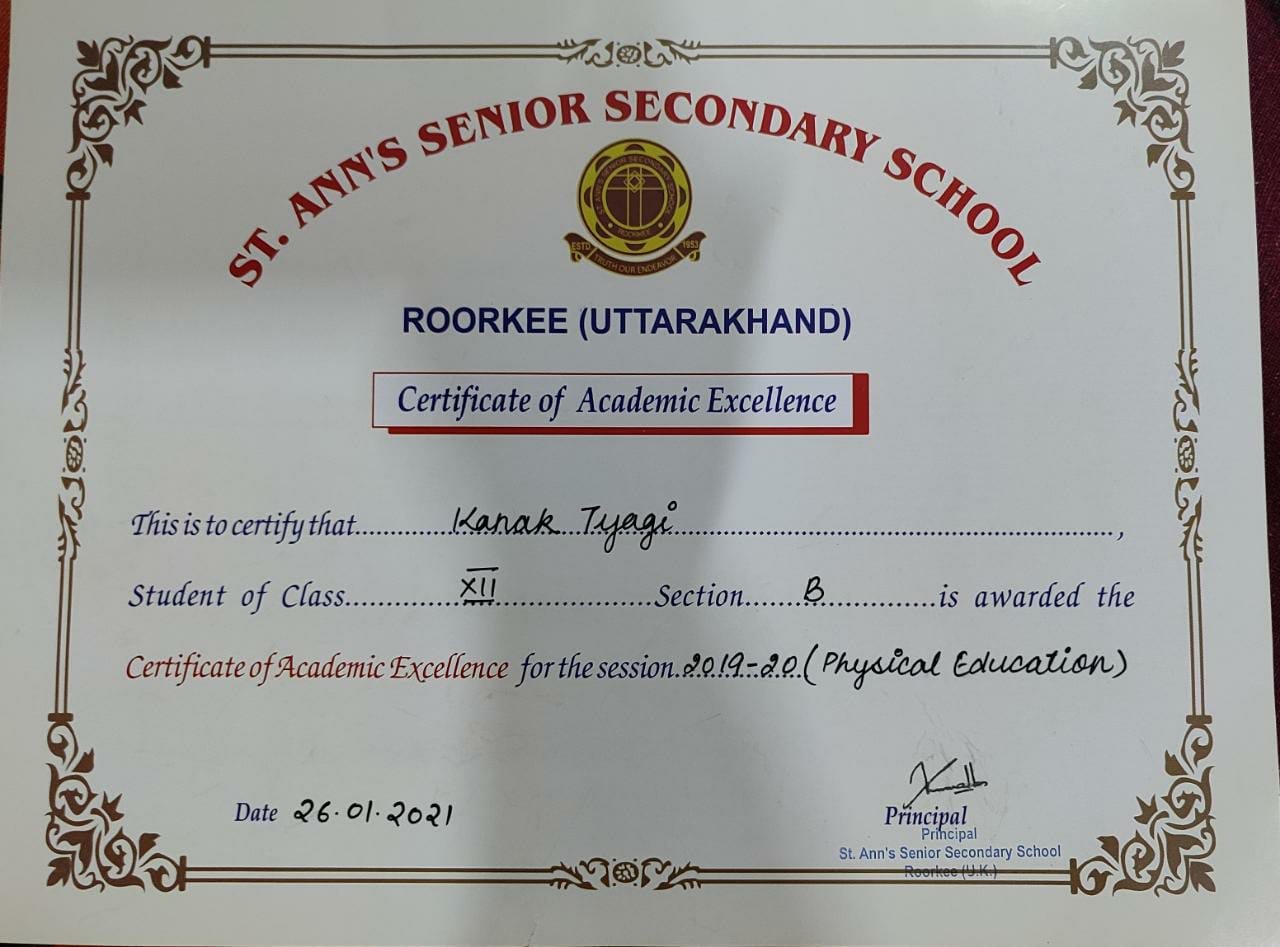 ST. ANN'S SENIOR SECONDARY SCHOOL
ST. ANN'S SENIOR SECONDARY SCHOOL
ROORKEE
ESTD 1953
TRUTH OUR ENDEAVOR
ROORKEE (UTTARAKHAND)
Certificate of Academic Excellence
This is to certify that............Kanak Tyagi............,
Student of Class............XII............Section.......B............is awarded the
Certificate of Academic Excellence for the session.2019-20.(Physical Education)
Date 26.01.2021
Principal
Principal
St. Ann's Senior Secondary School
Roorkee (U.K.)